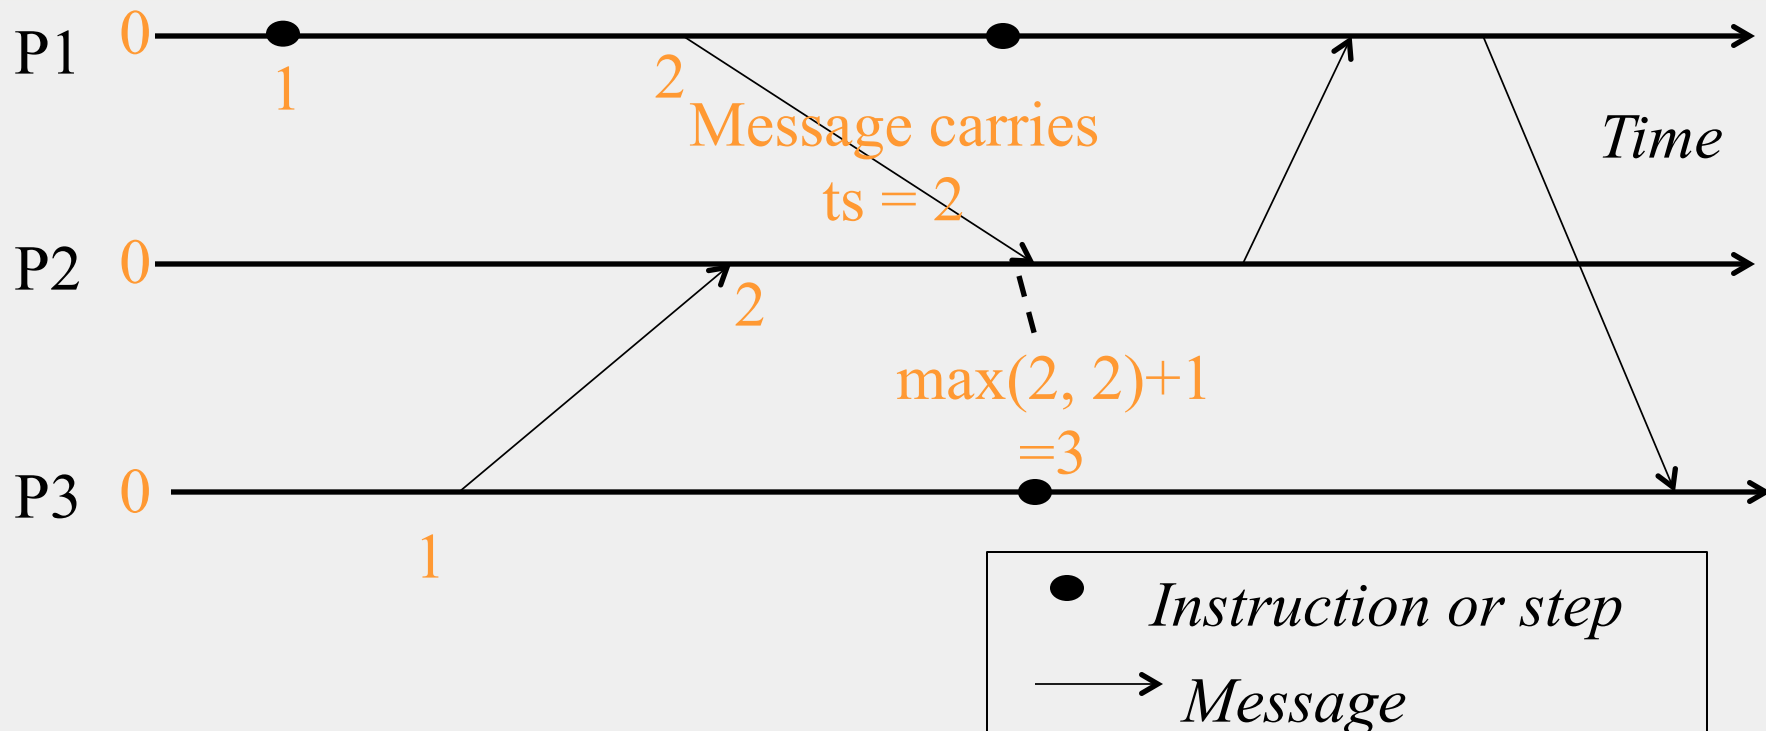 P1 0
1
2
Message carries
ts = 2
Time
P2 0
2
max(2, 2)+1
=3
P3 0
1
Instruction or step
Message